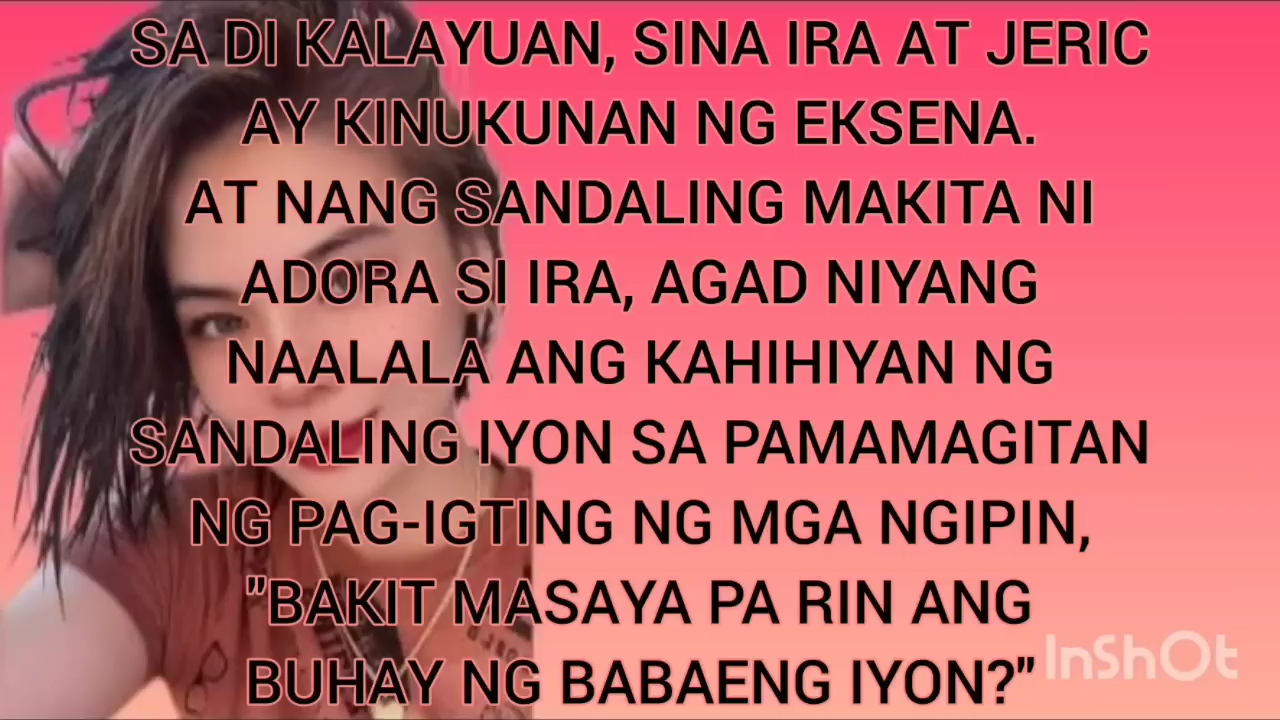 SA DI KALAYUAN, SINA IRA AT JERIC
AY KINUKUNAN NG EKSENA.
AT NANG SANDALING MAKITA NI
ADORA SI IRA, AGAD NIYANG
NAALALA ANG KAHIHIYAN NG
SANDALING IYON SA PAMAMAGITAN
NG PAG-IGTING NG MGA NGIPIN,
"BAKIT MASAYA PA RIN ANG
BUHAY NG BABAENG IYON?"
InShOt